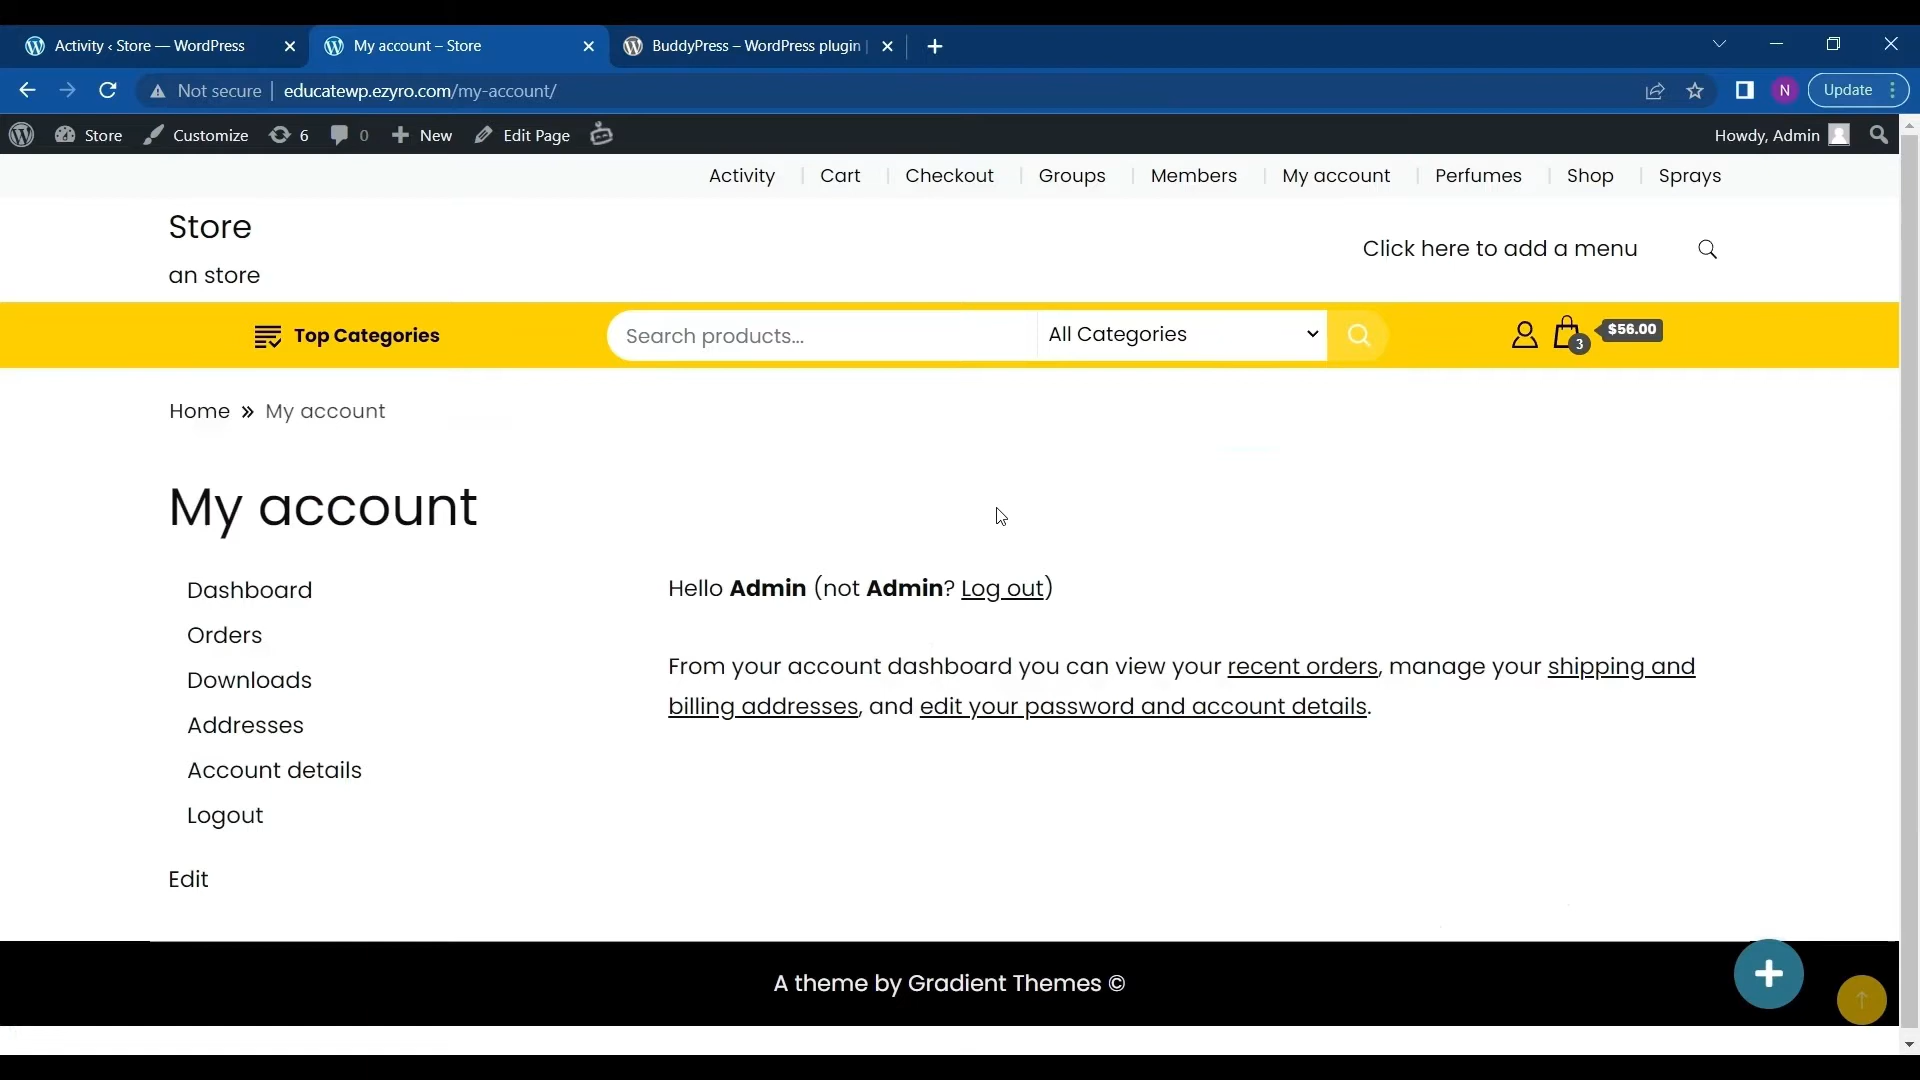 Activity ‹ Store — WordPress
My account – Store
BuddyPress – WordPress plugin
Not secure
educatewp.ezyro.com/my-account/
N
Update
Store
Customize
6
0
New
Edit Page
Howdy, Admin
Activity
Cart
Checkout
Groups
Members
My account
Perfumes
Shop
Sprays
Store
an store
Click here to add a menu
Top Categories
Search products...
All Categories
3
$56.00
Home » My account
My account
Dashboard
Orders
Downloads
Addresses
Account details
Logout
Edit
Hello Admin (not Admin? Log out)
From your account dashboard you can view your recent orders, manage your shipping and
billing addresses, and edit your password and account details.
A theme by Gradient Themes ©